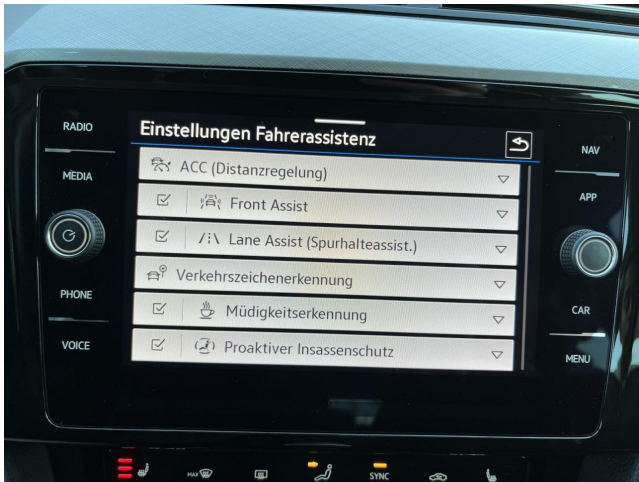 RADIO
MEDIA
PHONE
VOICE
Einstellungen Fahrerassistenz
ACC (Distanzregelung)
Front Assist
Lane Assist (Spurhalteassist.)
Verkehrszeichenerkennung
Müdigkeitserkennung
Proaktiver Insassenschutz
NAV
APP
CAR
MENU
MAX
SYNC